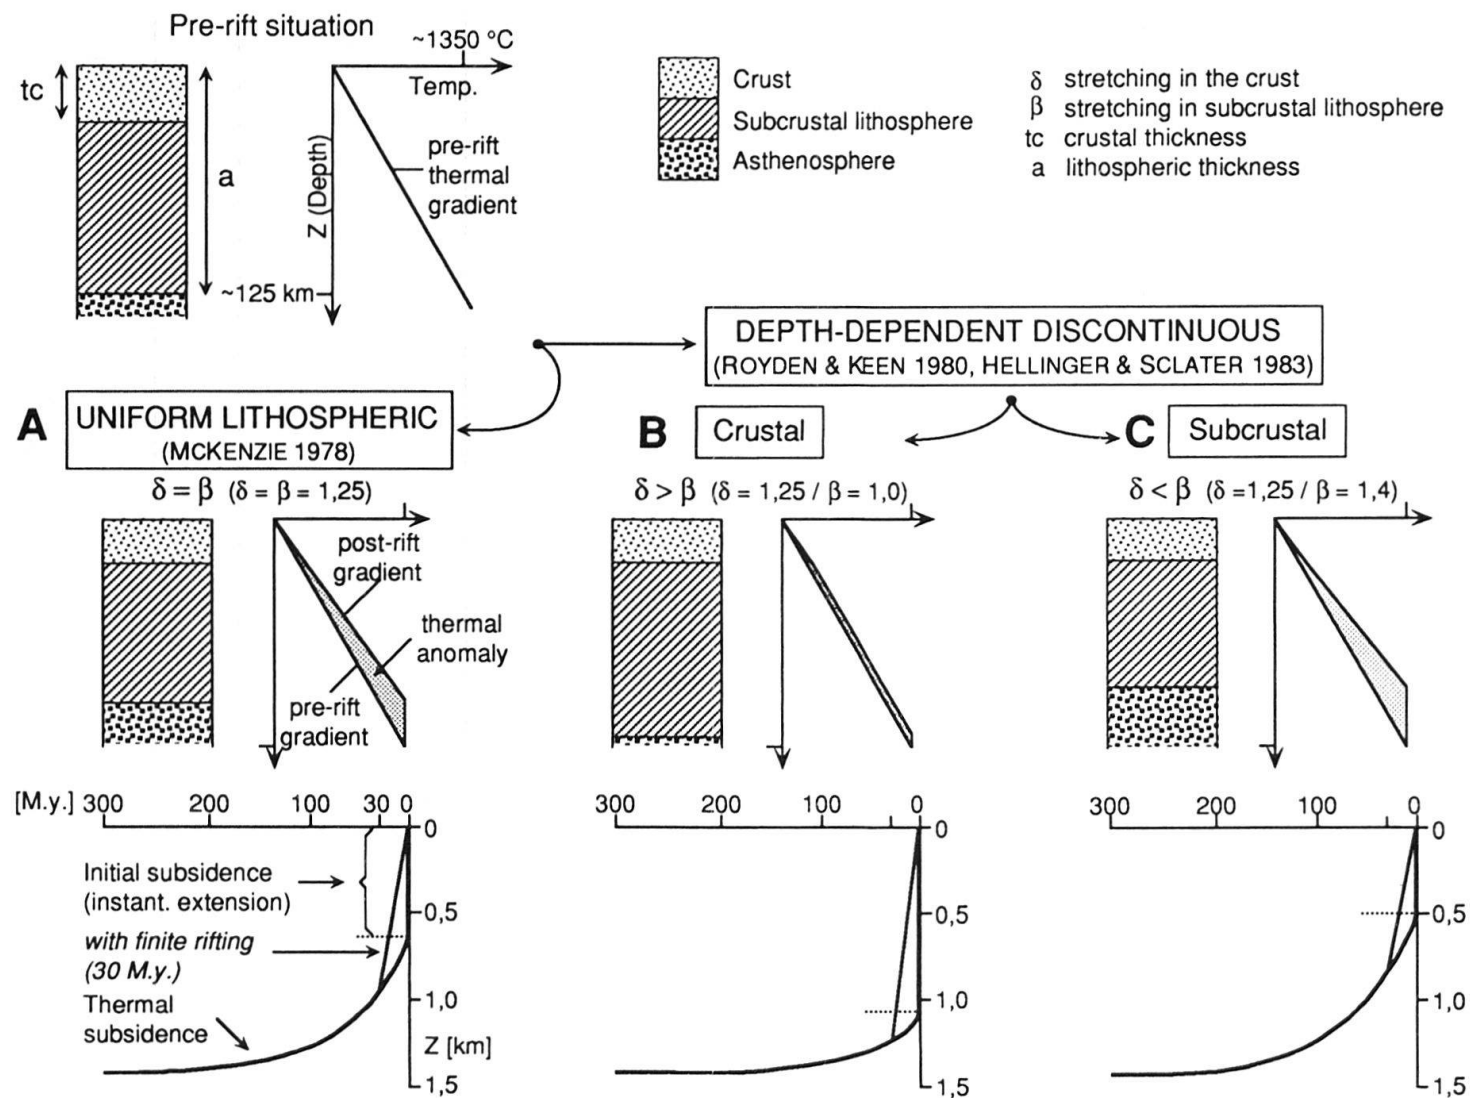 Pre-rift situation
~1350 °C
Temp.
tc
a
Z (Depth)
pre-rift
thermal
gradient
~125 km
Crust
Subcrustal lithosphere
Asthenosphere
δ stretching in the crust
β stretching in subcrustal lithosphere
tc crustal thickness
a lithospheric thickness
DEPTH-DEPENDENT DISCONTINUOUS
(ROYDEN & KEEN 1980, HELLINGER & SCLATER 1983)
A
UNIFORM LITHOSPHERIC
(MCKENZIE 1978)
δ = β (δ = β = 1,25)
post-rift
gradient
thermal
anomaly
pre-rift
gradient
B
Crustal
δ > β (δ = 1,25 / β = 1,0)
C
Subcrustal
δ < β (δ =1,25 / β = 1,4)
[M.y.] 300 200 100 30 0
0
Initial subsidence
(instant. extension)
0,5
with finite rifting
(30 M.y.)
1,0
Thermal
subsidence
Z [km]
1,5
300 200 100 0
0
0,5
1,0
1,5
300 200 100 0
0
0,5
1,0
1,5